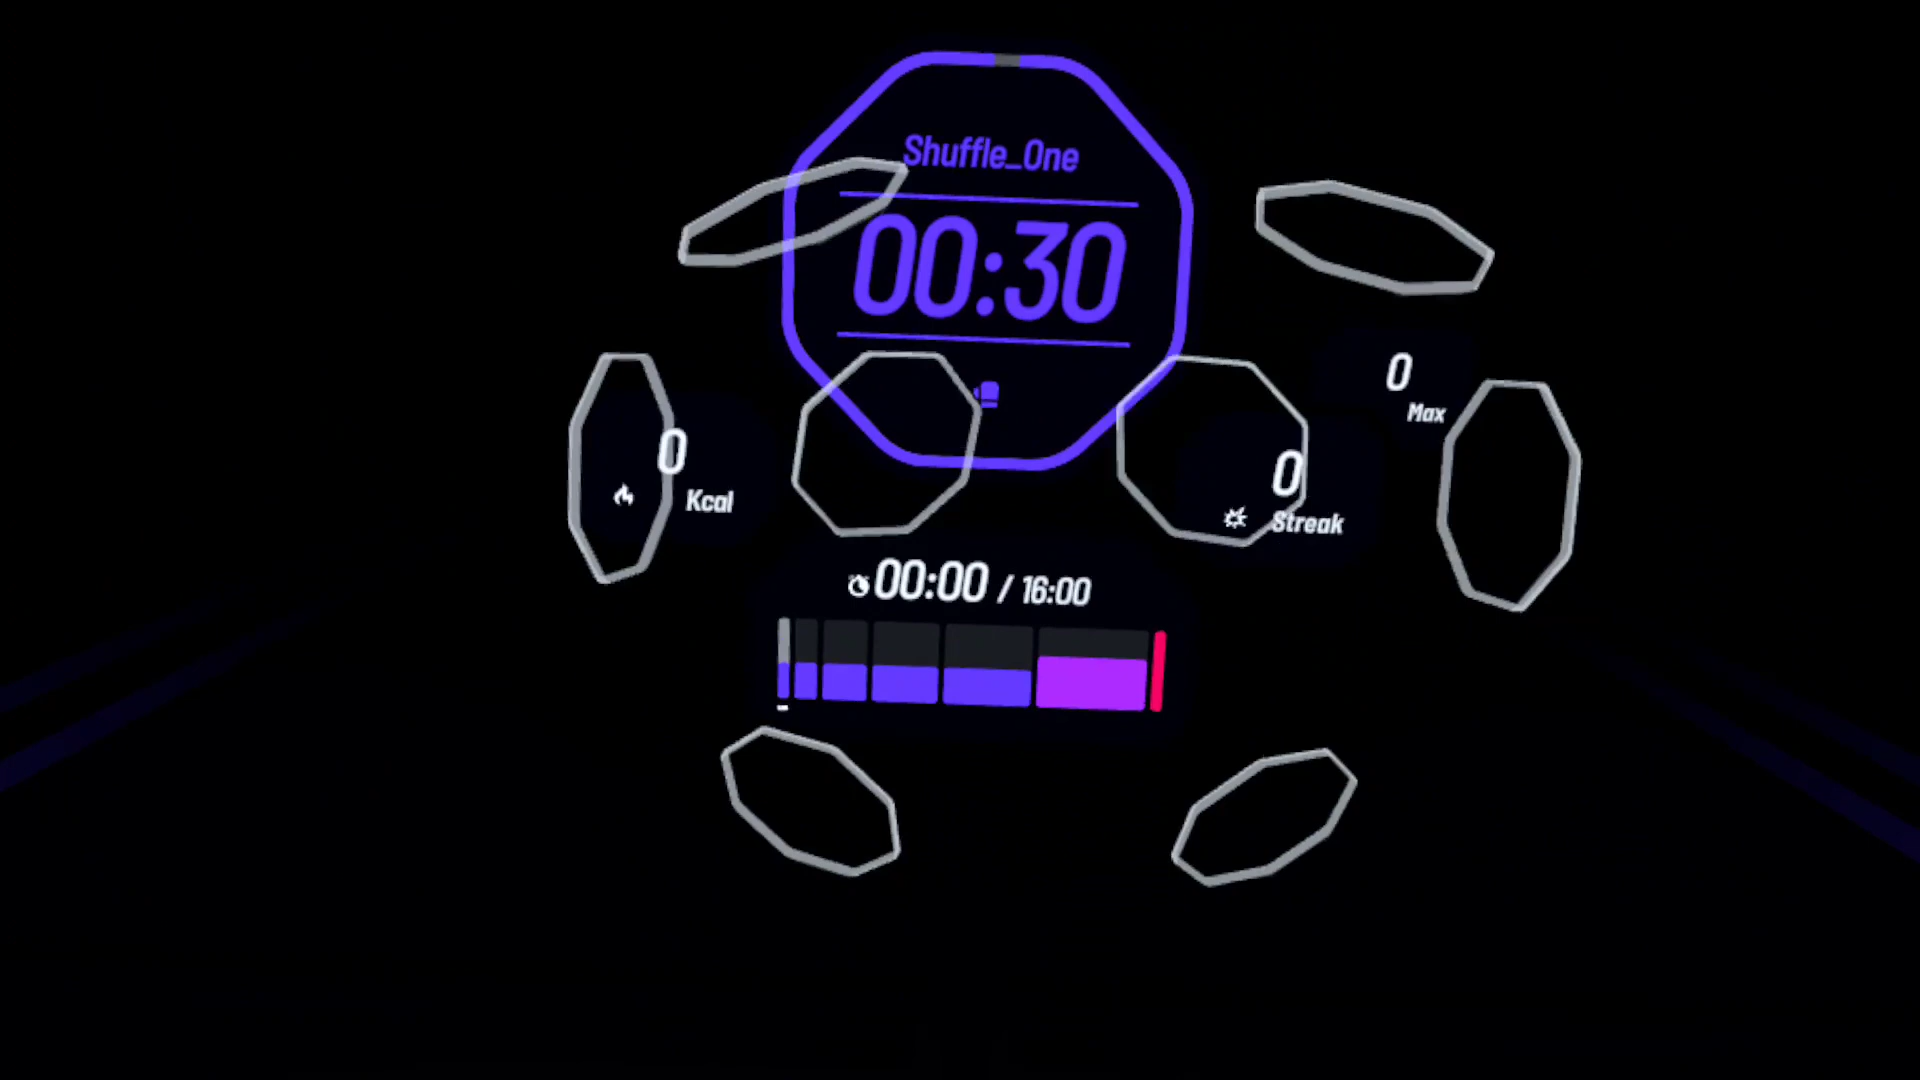 Shuffle_One
00:30
0
Max
0
Kcal
0
Streak
00:00 / 16:00